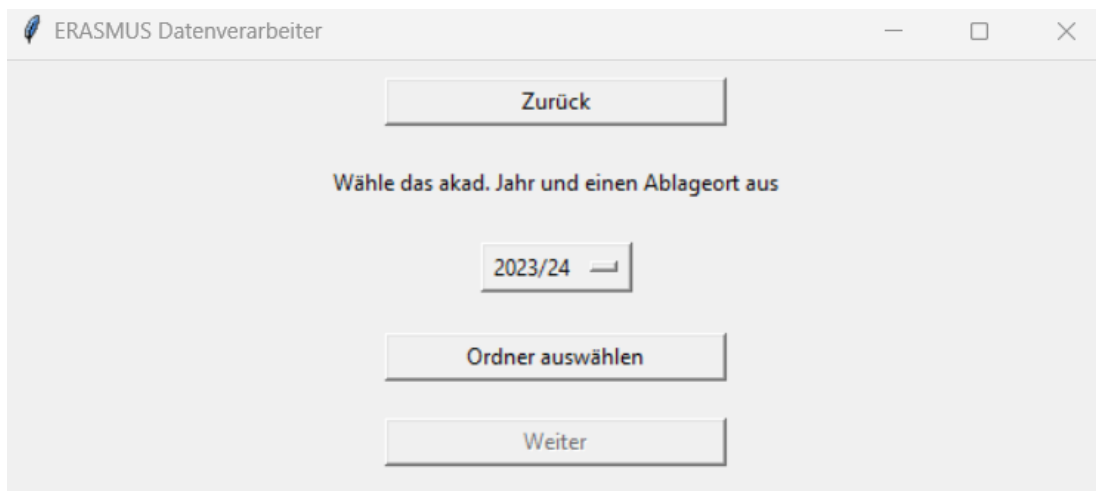 ERASMUS Datenverarbeiter
Zurück
Wähle das akad. Jahr und einen Ablageort aus
2023/24
Ordner auswählen
Weiter